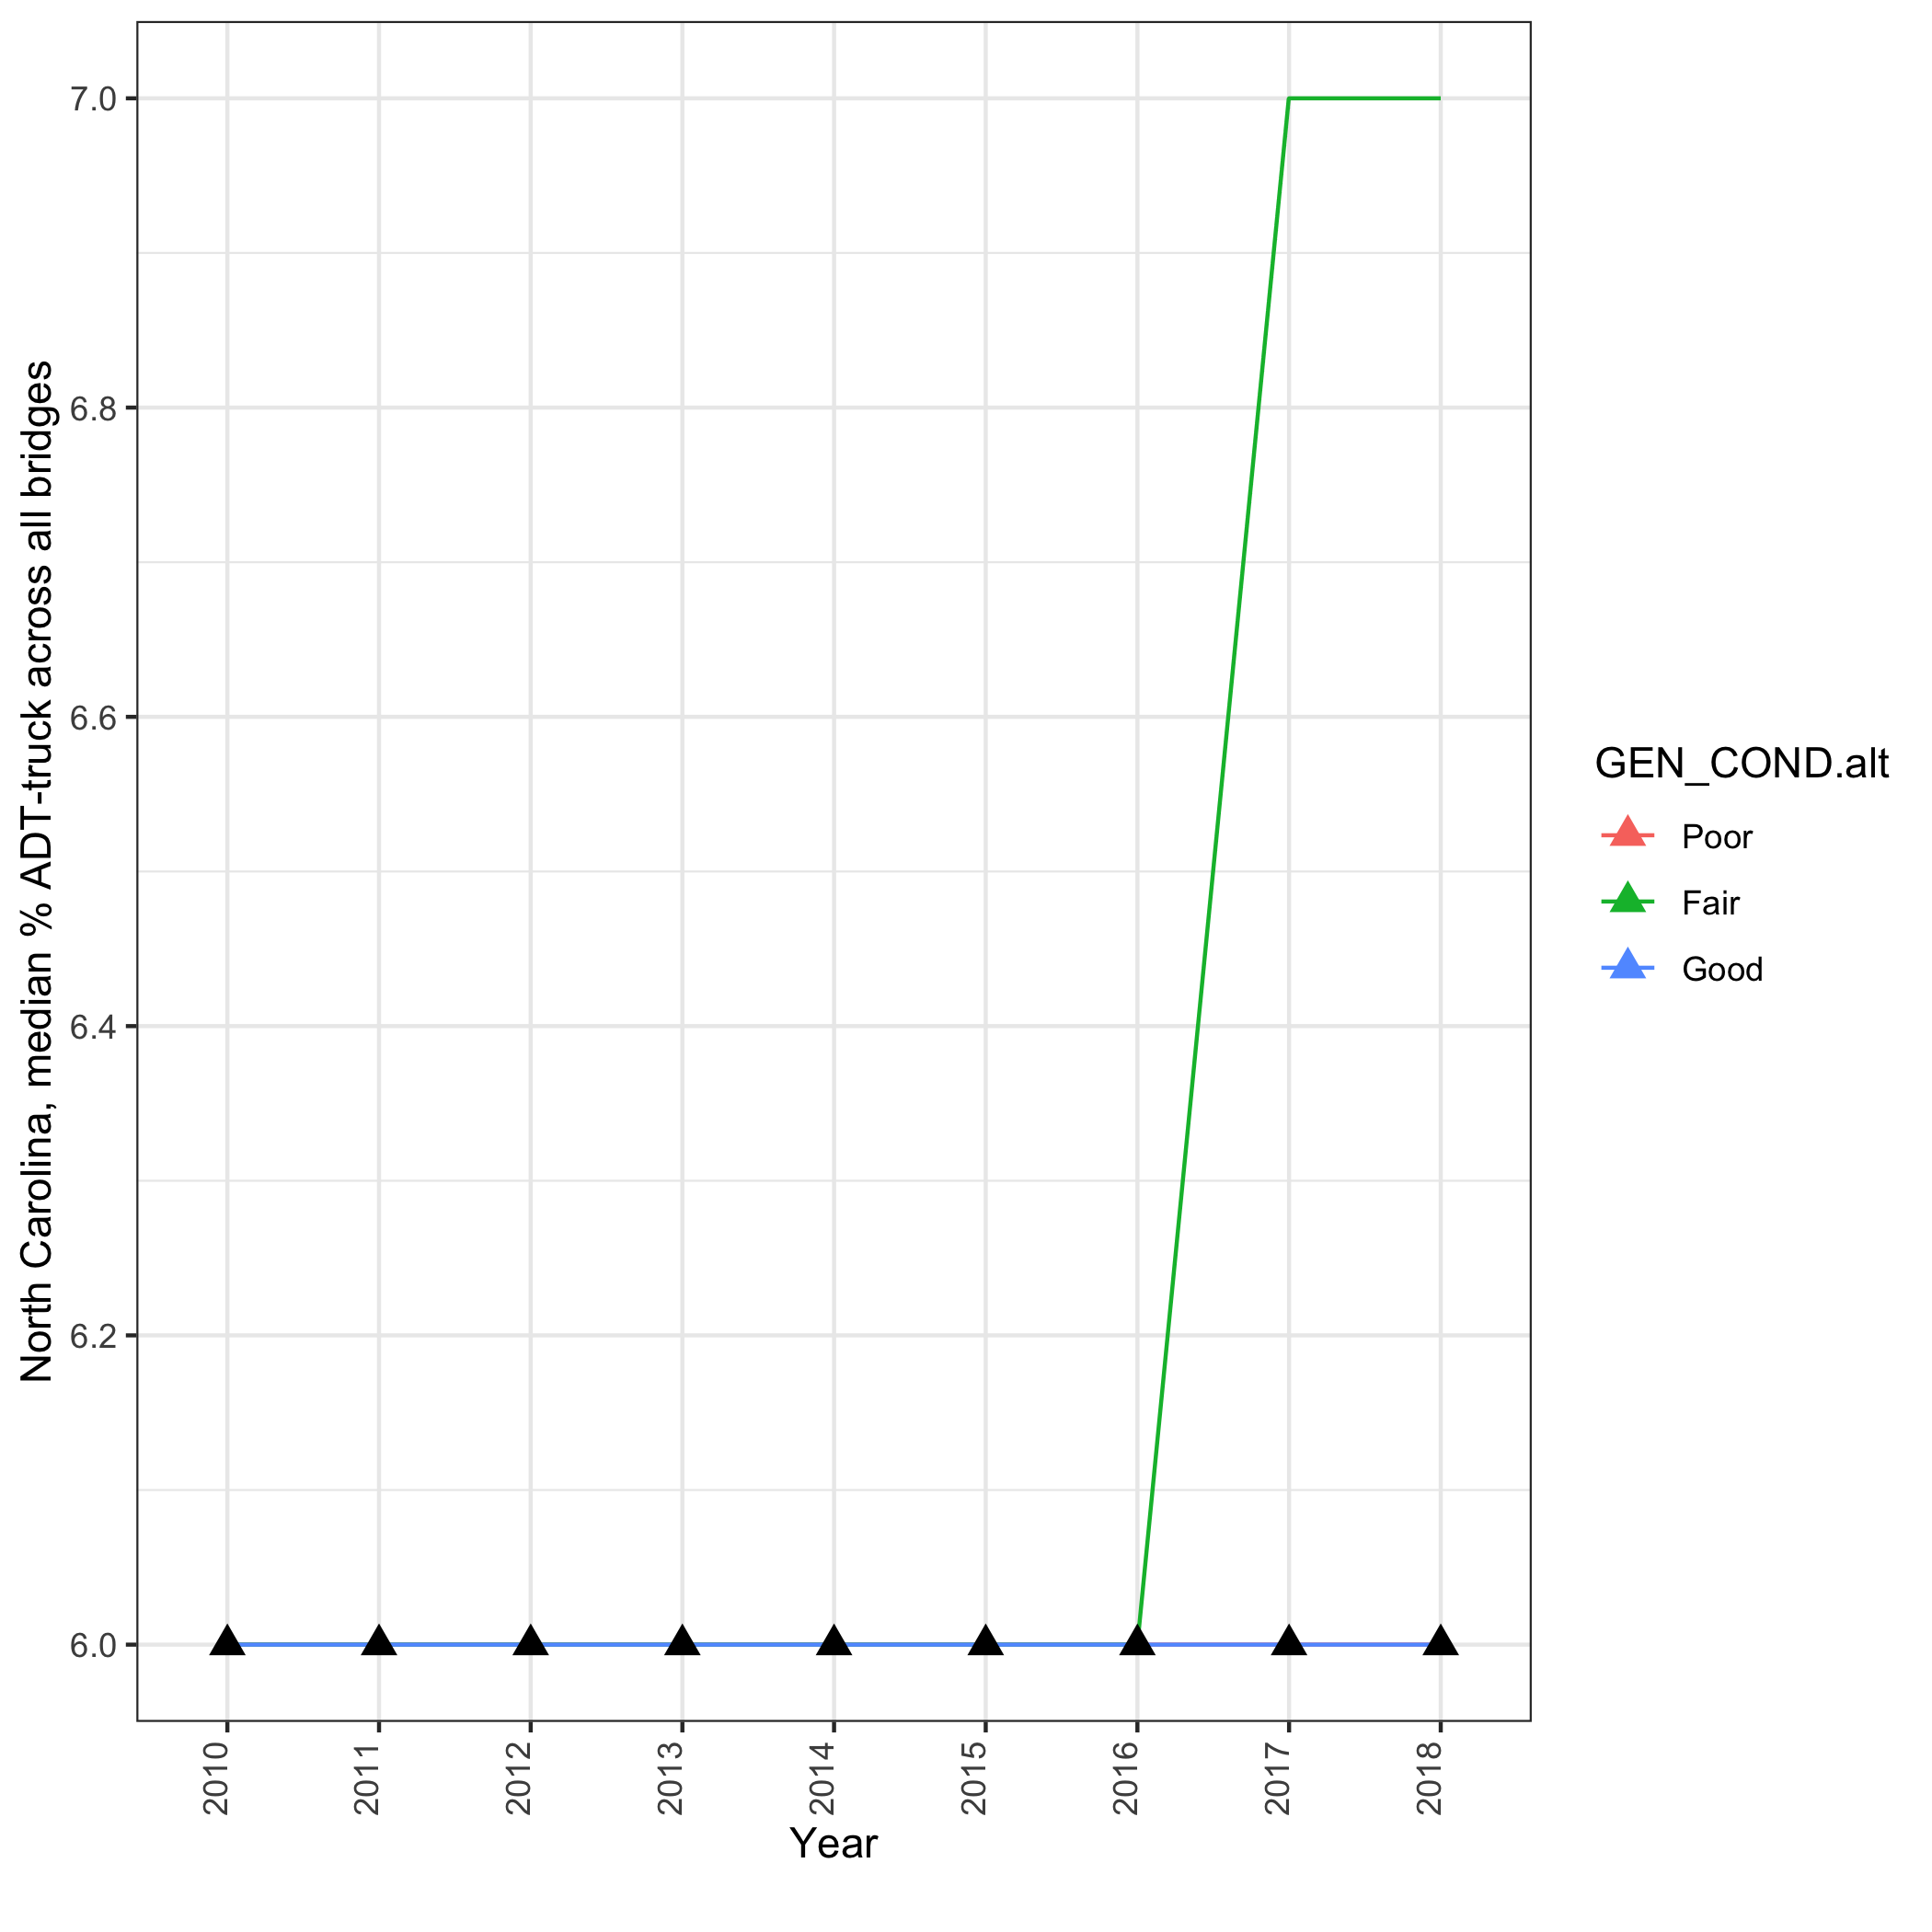 North Carolina, median % ADT-truck across all bridges
7.0
6.8
6.6
6.4
6.2
6.0
2010
2011
2012
2013
2014
2015
2016
2017
2018
Year
GEN_COND.alt
Poor
Fair
Good